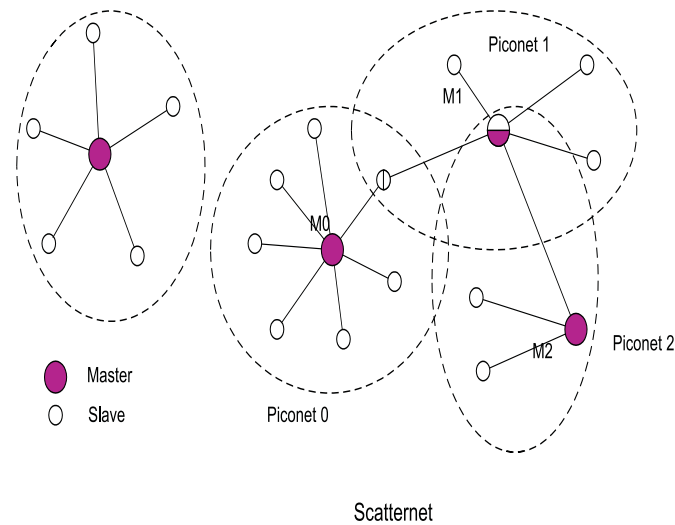 Piconet 1
M1
M0
M2
Piconet 2
Master
Slave
Piconet 0
Scatternet